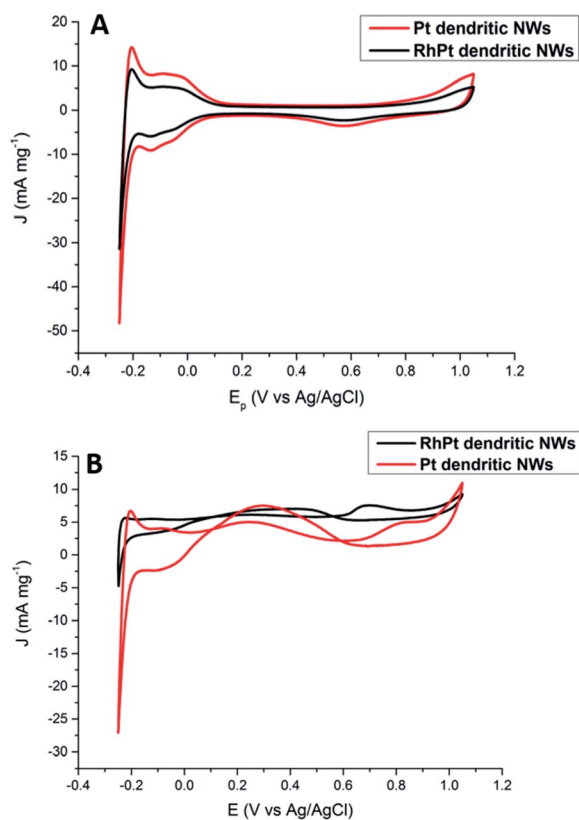 A
Pt dendritic NWs
RhPt dendritic NWs
20
10
0
-10
-20
-30
-40
-50
J (mA mg⁻¹)
-0.4 -0.2 0.0 0.2 0.4 0.6 0.8 1.0 1.2
Eₚ (V vs Ag/AgCl)
B
RhPt dendritic NWs
Pt dendritic NWs
15
10
5
0
-5
-10
-15
-20
-25
-30
J (mA mg⁻¹)
-0.4 -0.2 0.0 0.2 0.4 0.6 0.8 1.0 1.2
E (V vs Ag/AgCl)